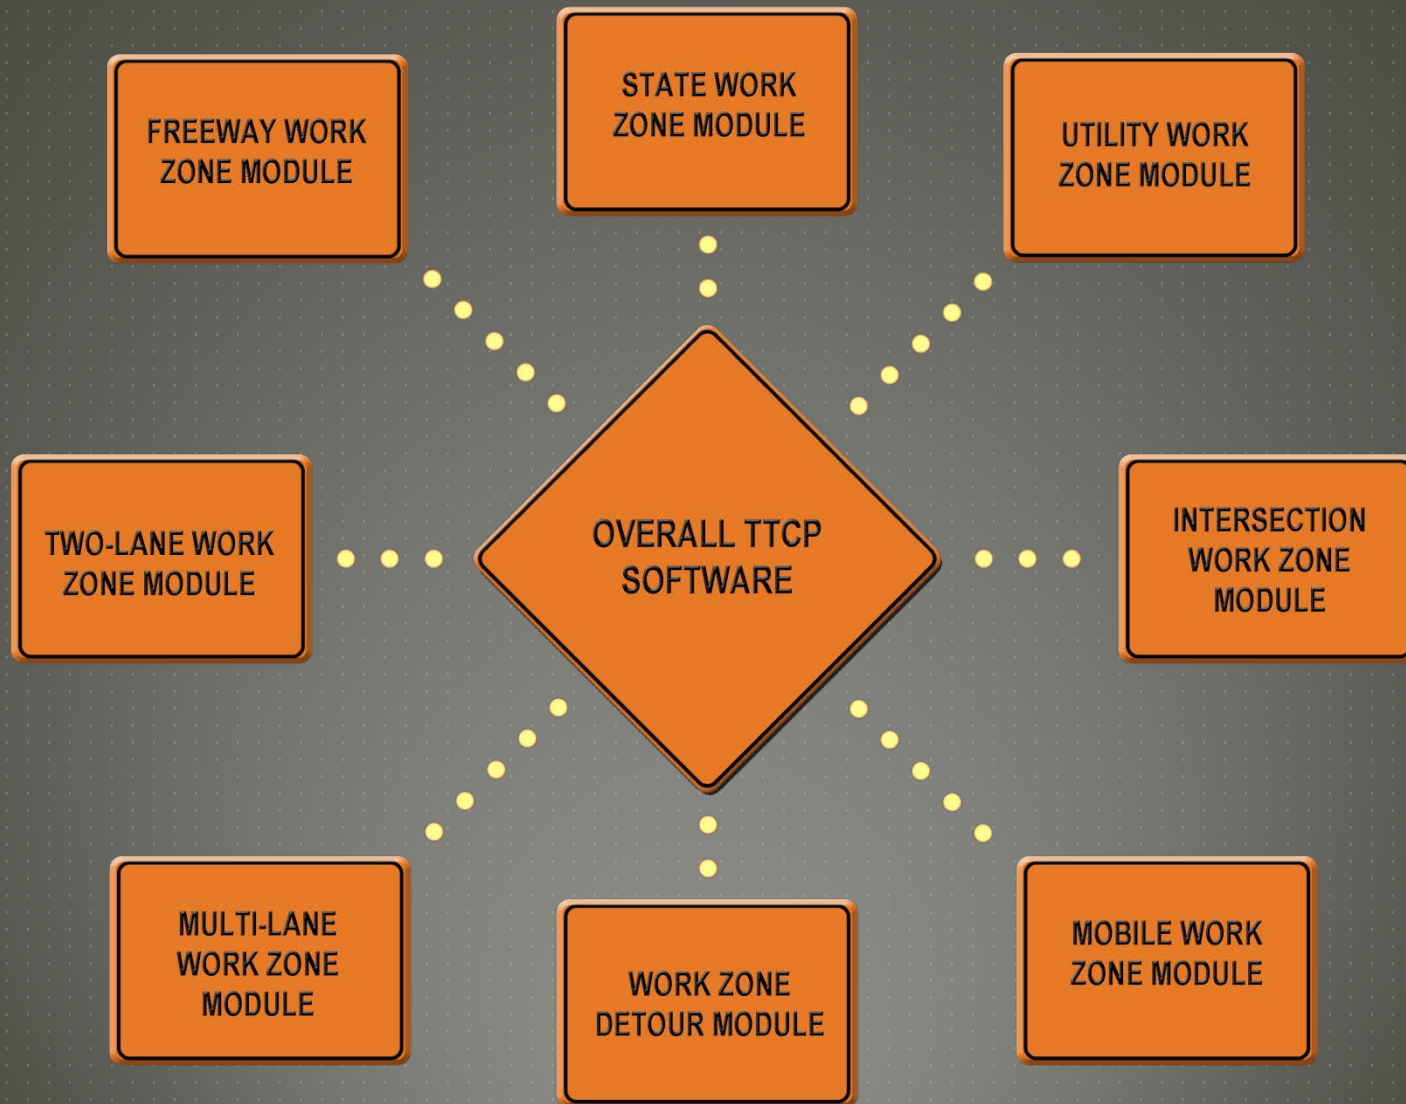 STATE WORK
ZONE MODULE
FREEWAY WORK
ZONE MODULE
UTILITY WORK
ZONE MODULE
TWO-LANE WORK
ZONE MODULE
OVERALL TTCP
SOFTWARE
INTERSECTION
WORK ZONE
MODULE
MULTI-LANE
WORK ZONE
MODULE
WORK ZONE
DETOUR MODULE
MOBILE WORK
ZONE MODULE